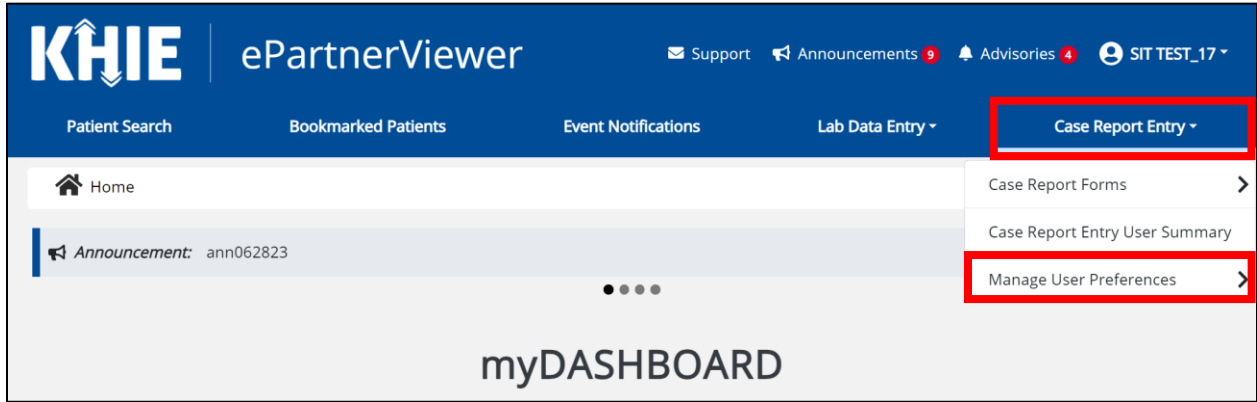 KHIE ePartnerViewer Support Announcements 9 Advisories 4 SIT TEST_17
Patient Search Bookmarked Patients Event Notifications Lab Data Entry Case Report Entry
Home
Case Report Forms
Case Report Entry User Summary
Announcement: ann062823
Manage User Preferences
myDASHBOARD